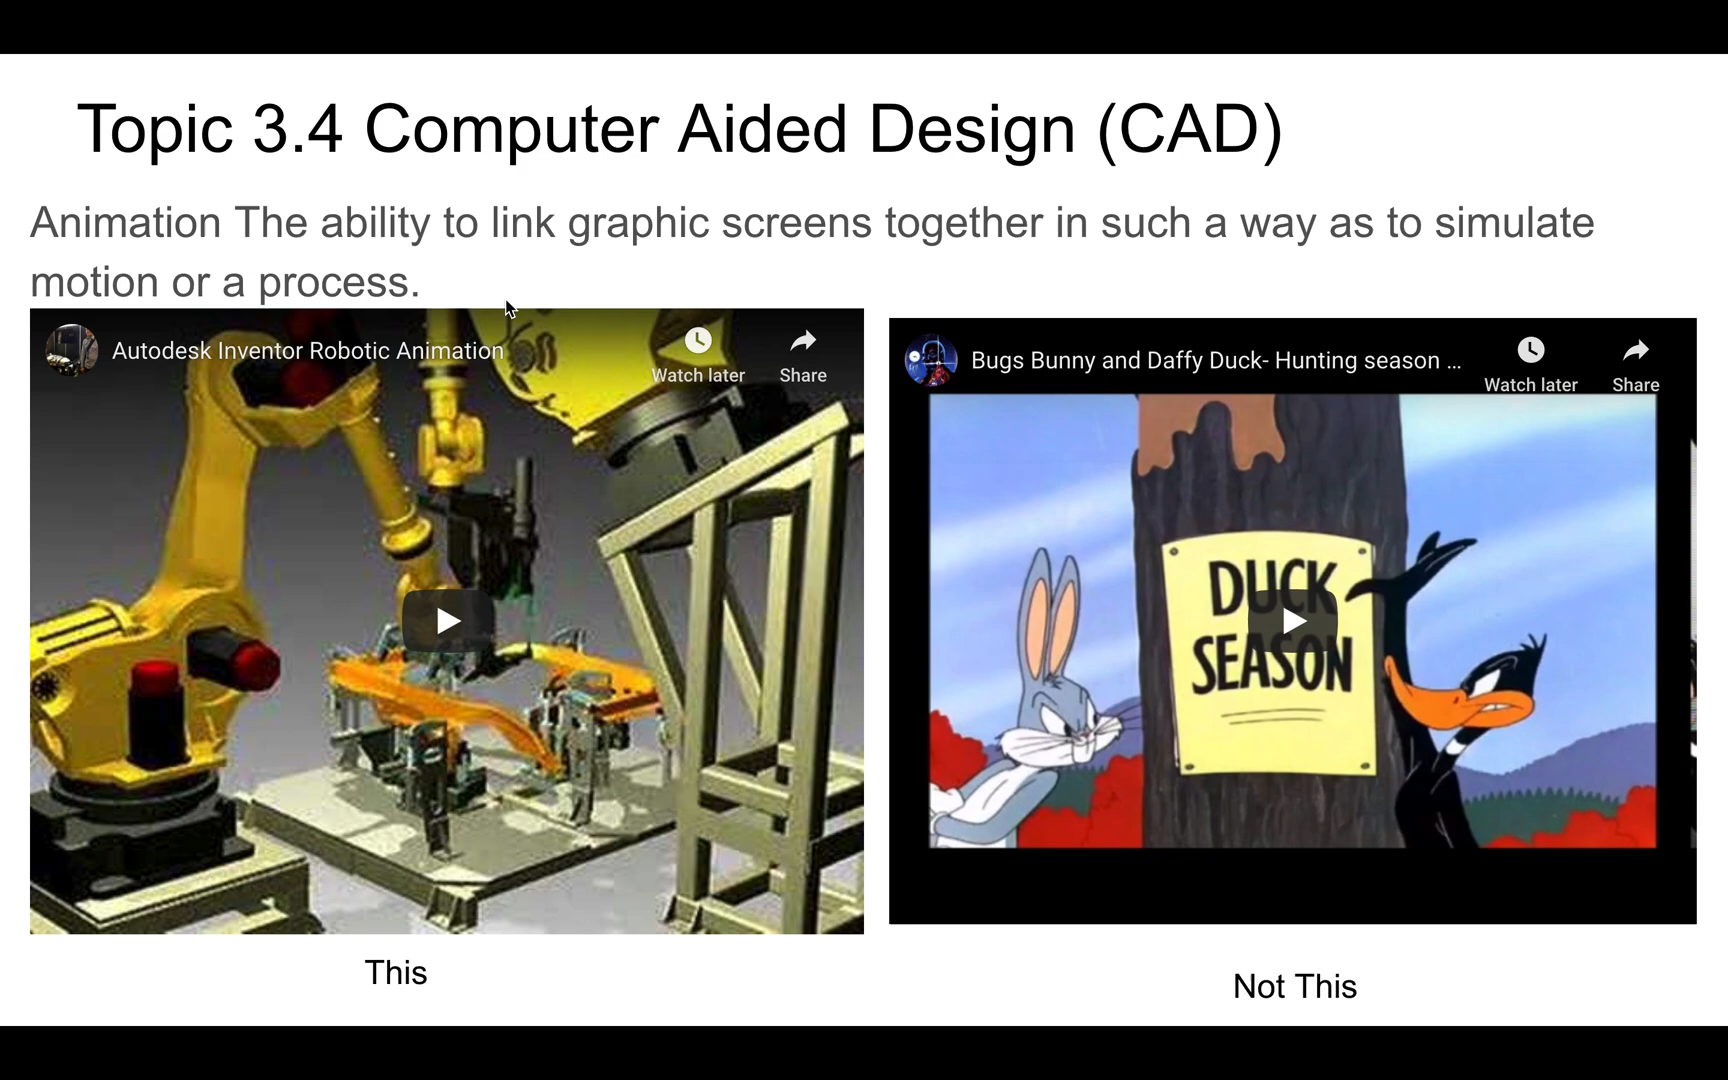 Topic 3.4 Computer Aided Design (CAD)
Animation The ability to link graphic screens together in such a way as to simulate
motion or a process.
Autodesk Inventor Robotic Animation
Watch later
Share
Bugs Bunny and Daffy Duck- Hunting season ...
Watch later
Share
DUCK
SEASON
This
Not This